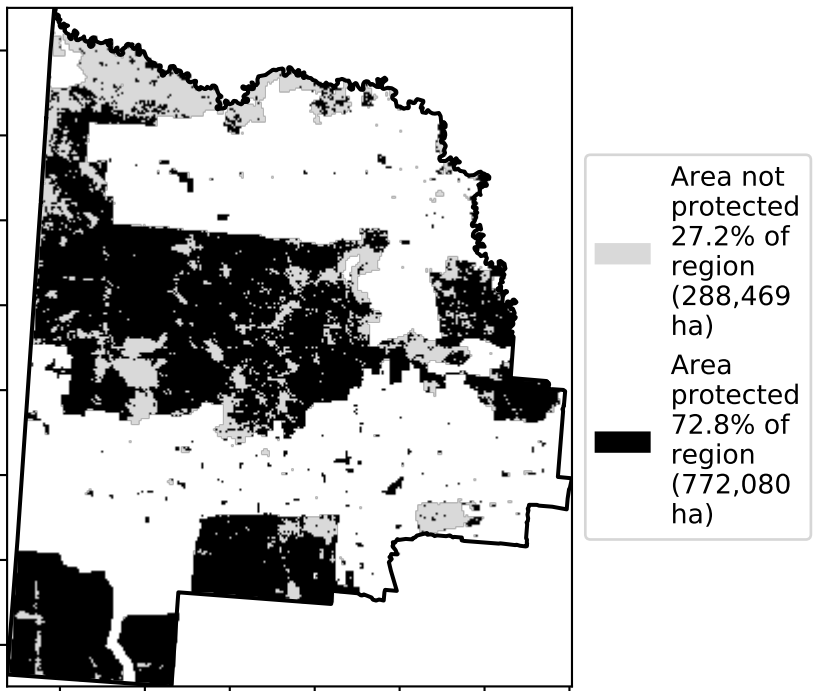 Area not
protected
27.2% of
region
(288,469
ha)
Area
protected
72.8% of
region
(772,080
ha)